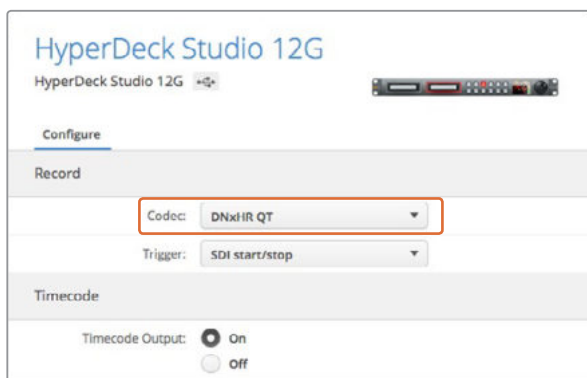 HyperDeck Studio 12G
HyperDeck Studio 12G
Configure
Record
Codec: DNxHR QT
Trigger: SDI start/stop
Timecode
Timecode Output: On
Off